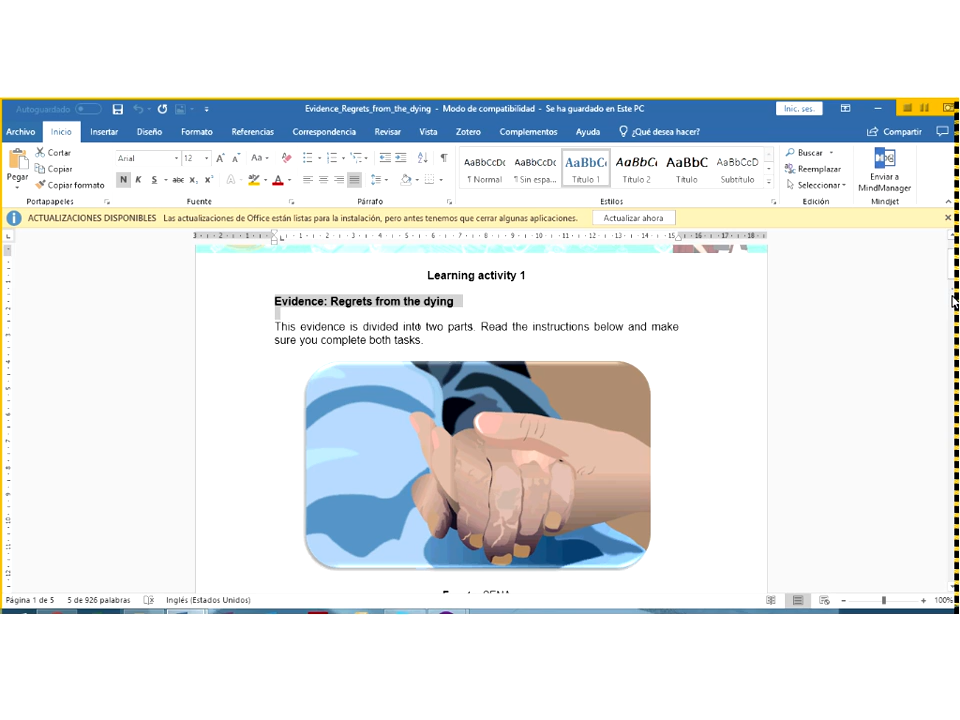 Autoguardado
Evidence_Regrets_from_the_dying - Modo de compatibilidad - Se ha guardado en Este PC
Inic. ses.
Archivo Inicio Insertar Diseño Formato Referencias Correspondencia Revisar Vista Zotero Complementos Ayuda ¿Qué desea hacer? Compartir
Pegar
Cortar
Copiar
Copiar formato
Portapapeles
Arial 12
N K S abc x₂ x²
Fuente
Párrafo
AaBbCcDc AaBbCcDc AaBbCc AaBbCc AaBbC AaBbCcD
¶ Normal ¶ Sin espa... Título 1 Título 2 Título Subtítulo
Estilos
Buscar
Reemplazar
Seleccionar
Edición
Enviar a
MindManager
Mindjet
ACTUALIZACIONES DISPONIBLES Las actualizaciones de Office están listas para la instalación, pero antes tenemos que cerrar algunas aplicaciones. Actualizar ahora
Learning activity 1
Evidence: Regrets from the dying
This evidence is divided into two parts. Read the instructions below and make
sure you complete both tasks.
Página 1 de 5 5 de 926 palabras Inglés (Estados Unidos) 100%